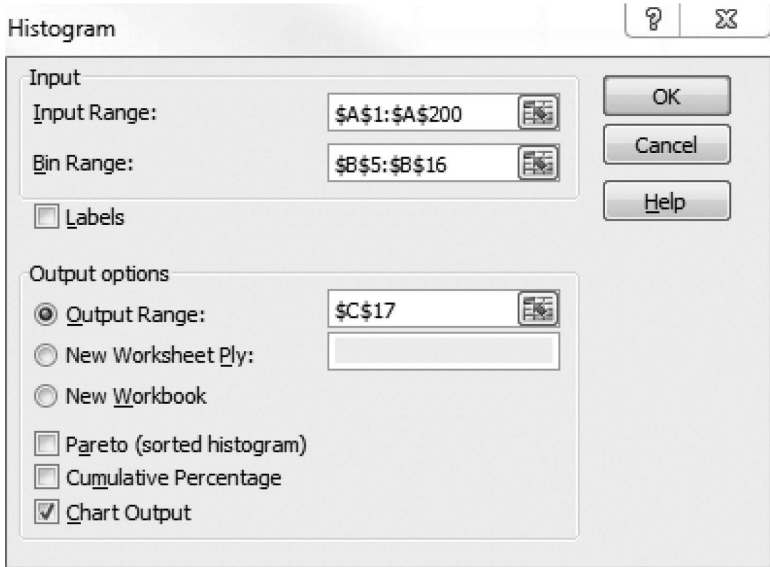 Histogram
Input
Input Range: $A$1:$A$200
Bin Range: $B$5:$B$16
Labels
OK
Cancel
Help
Output options
Output Range: $C$17
New Worksheet Ply:
New Workbook
Pareto (sorted histogram)
Cumulative Percentage
Chart Output